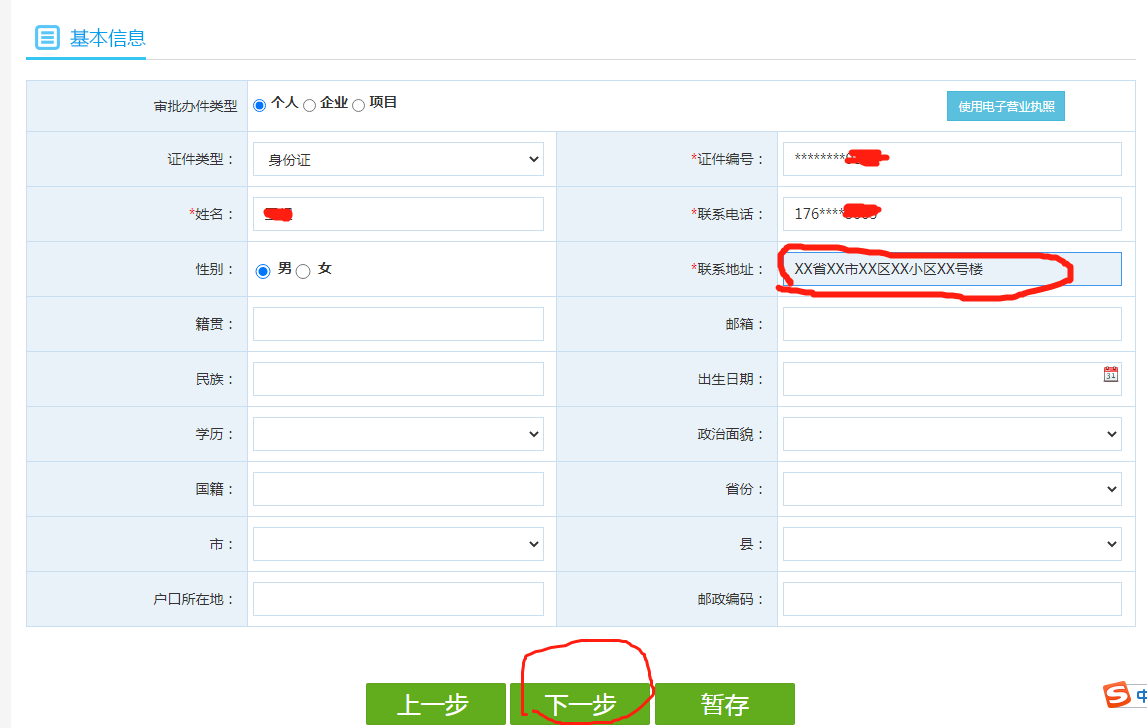 基本信息
审批办件类型 个人 企业 项目 使用电子营业执照
证件类型： 身份证 *证件编号： ********
*姓名： *联系电话： 176****
性别： 男 女 *联系地址： XX省XX市XX区XX小区XX号楼
籍贯： 邮箱：
民族： 出生日期： 31
学历： 政治面貌：
国籍： 省份：
市： 县：
户口所在地： 邮政编码：
上一步 下一步 暂存
S 中